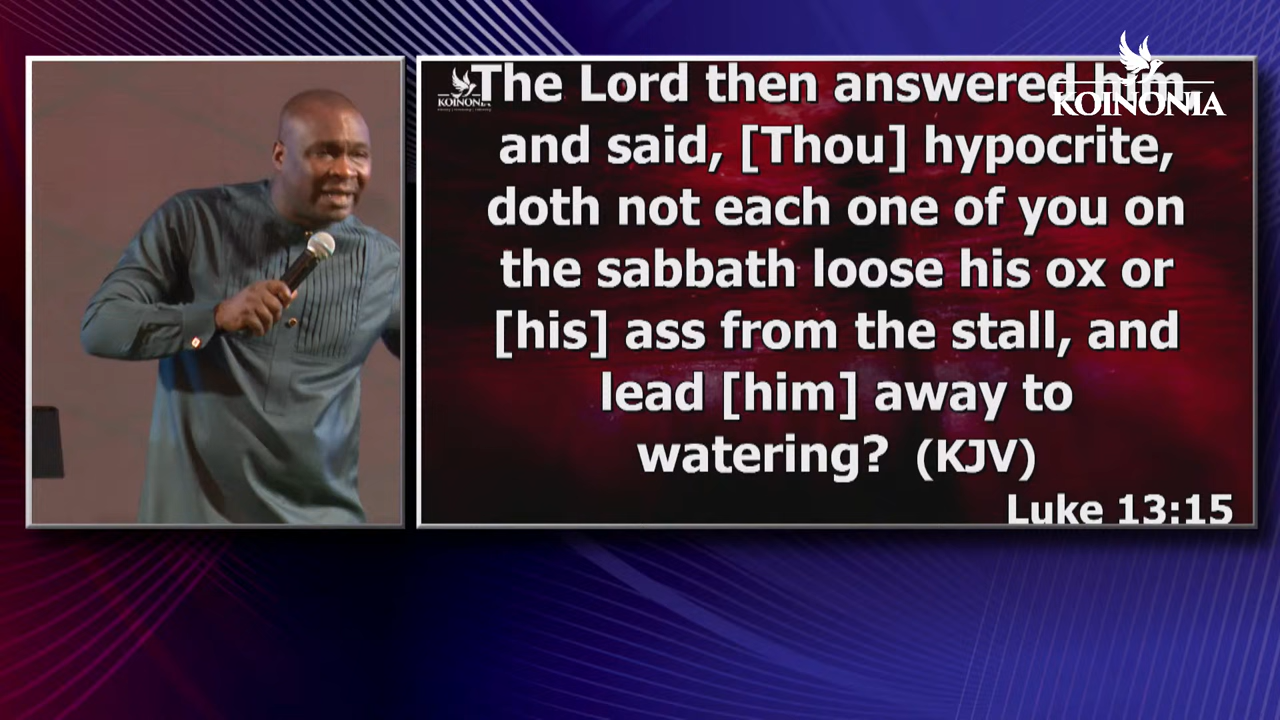 KOINONIA
KOINONIA
The Lord then answered him,
and said, [Thou] hypocrite,
doth not each one of you on
the sabbath loose his ox or
[his] ass from the stall, and
lead [him] away to
watering? (KJV)
Luke 13:15